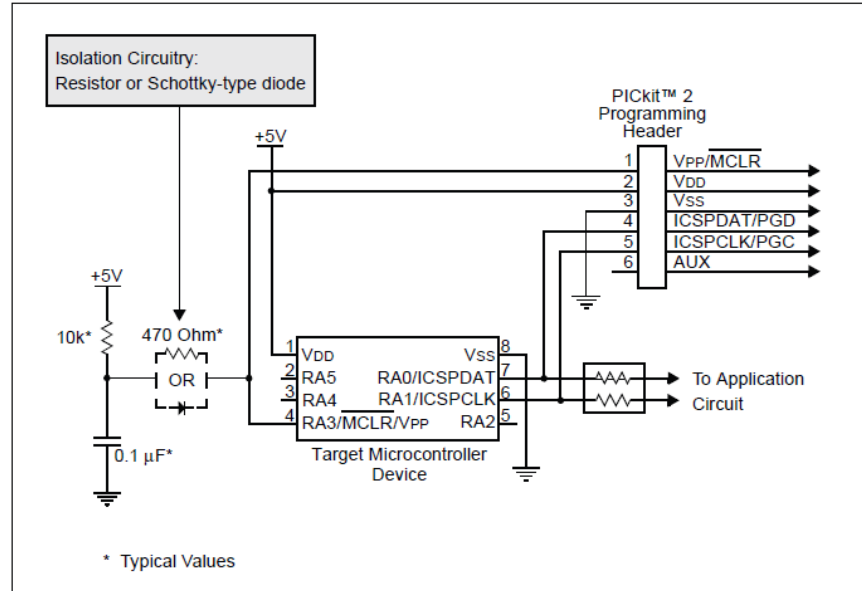 Isolation Circuitry:
Resistor or Schottky-type diode
PICkit™ 2
Programming
Header
+5V
1 VPP/MCLR
2 VDD
3 VSS
4 ICSPDAT/PGD
5 ICSPCLK/PGC
6 AUX
+5V
10k*
470 Ohm*
OR
0.1 µF*
1 VDD VSS 8
2 RA5 RA0/ICSPDAT 7
3 RA4 RA1/ICSPCLK 6
4 RA3/MCLR/VPP RA2 5
Target Microcontroller
Device
To Application
Circuit
* Typical Values